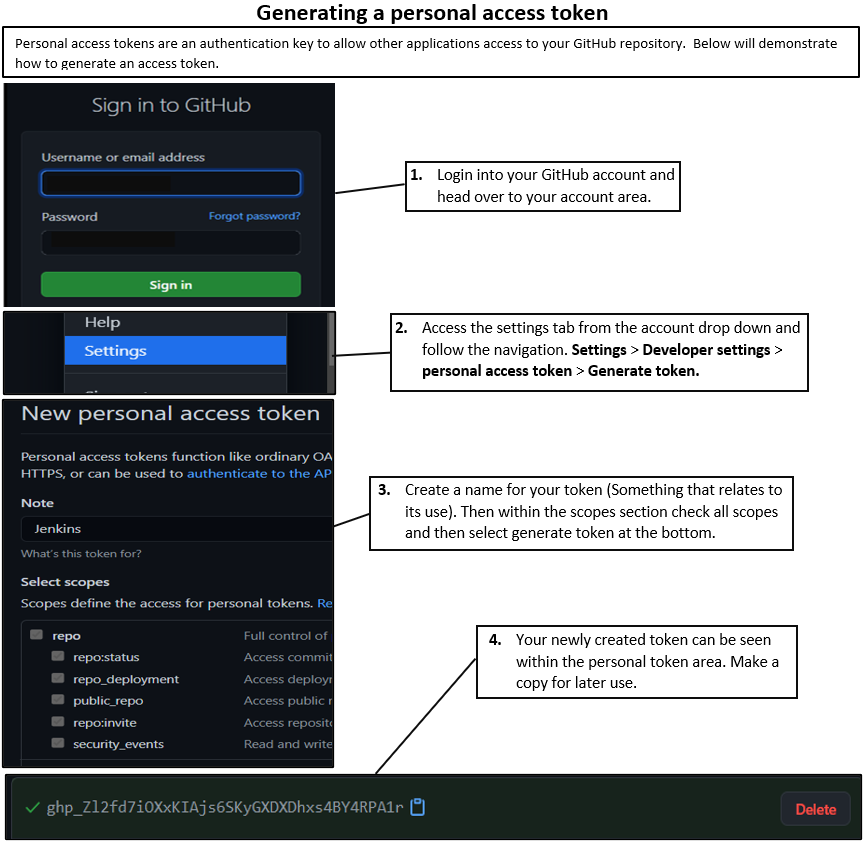 Generating a personal access token
Personal access tokens are an authentication key to allow other applications access to your GitHub repository. Below will demonstrate
how to generate an access token.
Sign in to GitHub
Username or email address
Password
Forgot password?
Sign in
1. Login into your GitHub account and
head over to your account area.
Help
Settings
2. Access the settings tab from the account drop down and
follow the navigation. Settings > Developer settings >
personal access token > Generate token.
New personal access token
Personal access tokens function like ordinary OA
HTTPS, or can be used to authenticate to the AP
Note
Jenkins
What's this token for?
Select scopes
Scopes define the access for personal tokens. Re
repo Full control of
repo:status Access commit
repo_deployment Access deploy
public_repo Access public r
repo:invite Access reposit
security_events Read and write
3. Create a name for your token (Something that relates to
its use). Then within the scopes section check all scopes
and then select generate token at the bottom.
4. Your newly created token can be seen
within the personal token area. Make a
copy for later use.
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
Delete